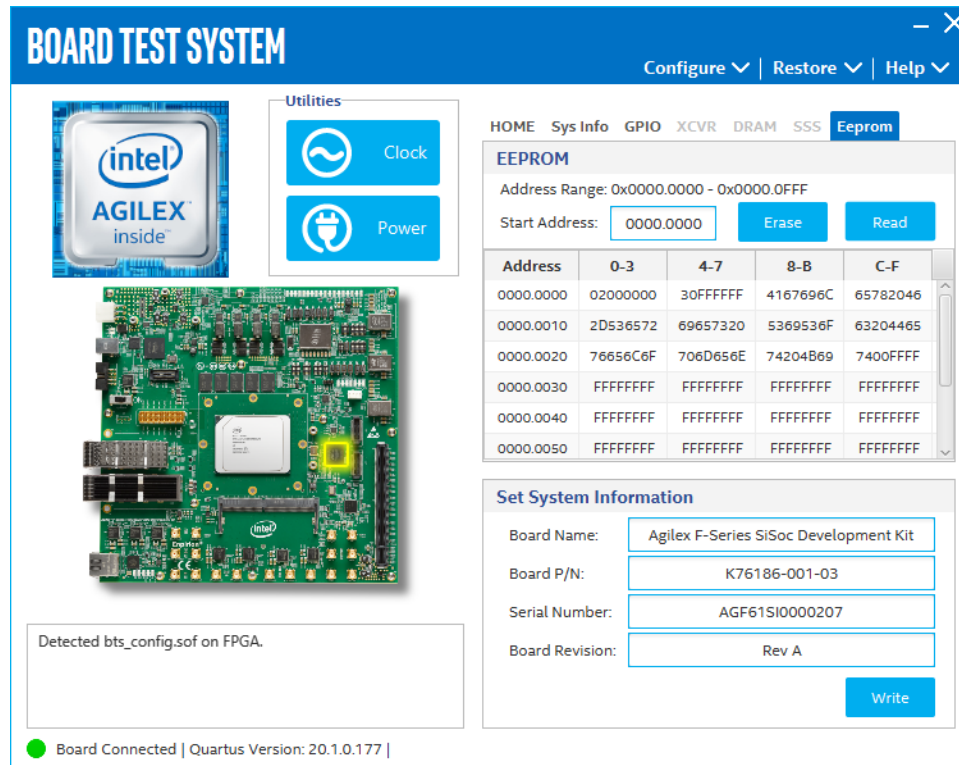 BOARD TEST SYSTEM
Configure | Restore | Help
intel
AGILEX
inside
Utilities
Clock
Power
HOME Sys Info GPIO XCVR DRAM SSS Eeprom
EEPROM
Address Range: 0x0000.0000 - 0x0000.0FFF
Start Address: 0000.0000 Erase Read
Address 0-3 4-7 8-B C-F
0000.0000 02000000 30FFFFFF 4167696C 65782046
0000.0010 2D536572 69657320 5369536F 63204465
0000.0020 76656C6F 706D656E 74204B69 7400FFFF
0000.0030 FFFFFFFF FFFFFFFF FFFFFFFF FFFFFFFF
0000.0040 FFFFFFFF FFFFFFFF FFFFFFFF FFFFFFFF
0000.0050 FFFFFFFF FFFFFFFF FFFFFFFF FFFFFFFF
intel
Enpirion
CE
Set System Information
Board Name: Agilex F-Series SiSoc Development Kit
Board P/N: K76186-001-03
Serial Number: AGF61SI0000207
Board Revision: Rev A
Write
Detected bts_config.sof on FPGA.
Board Connected | Quartus Version: 20.1.0.177 |